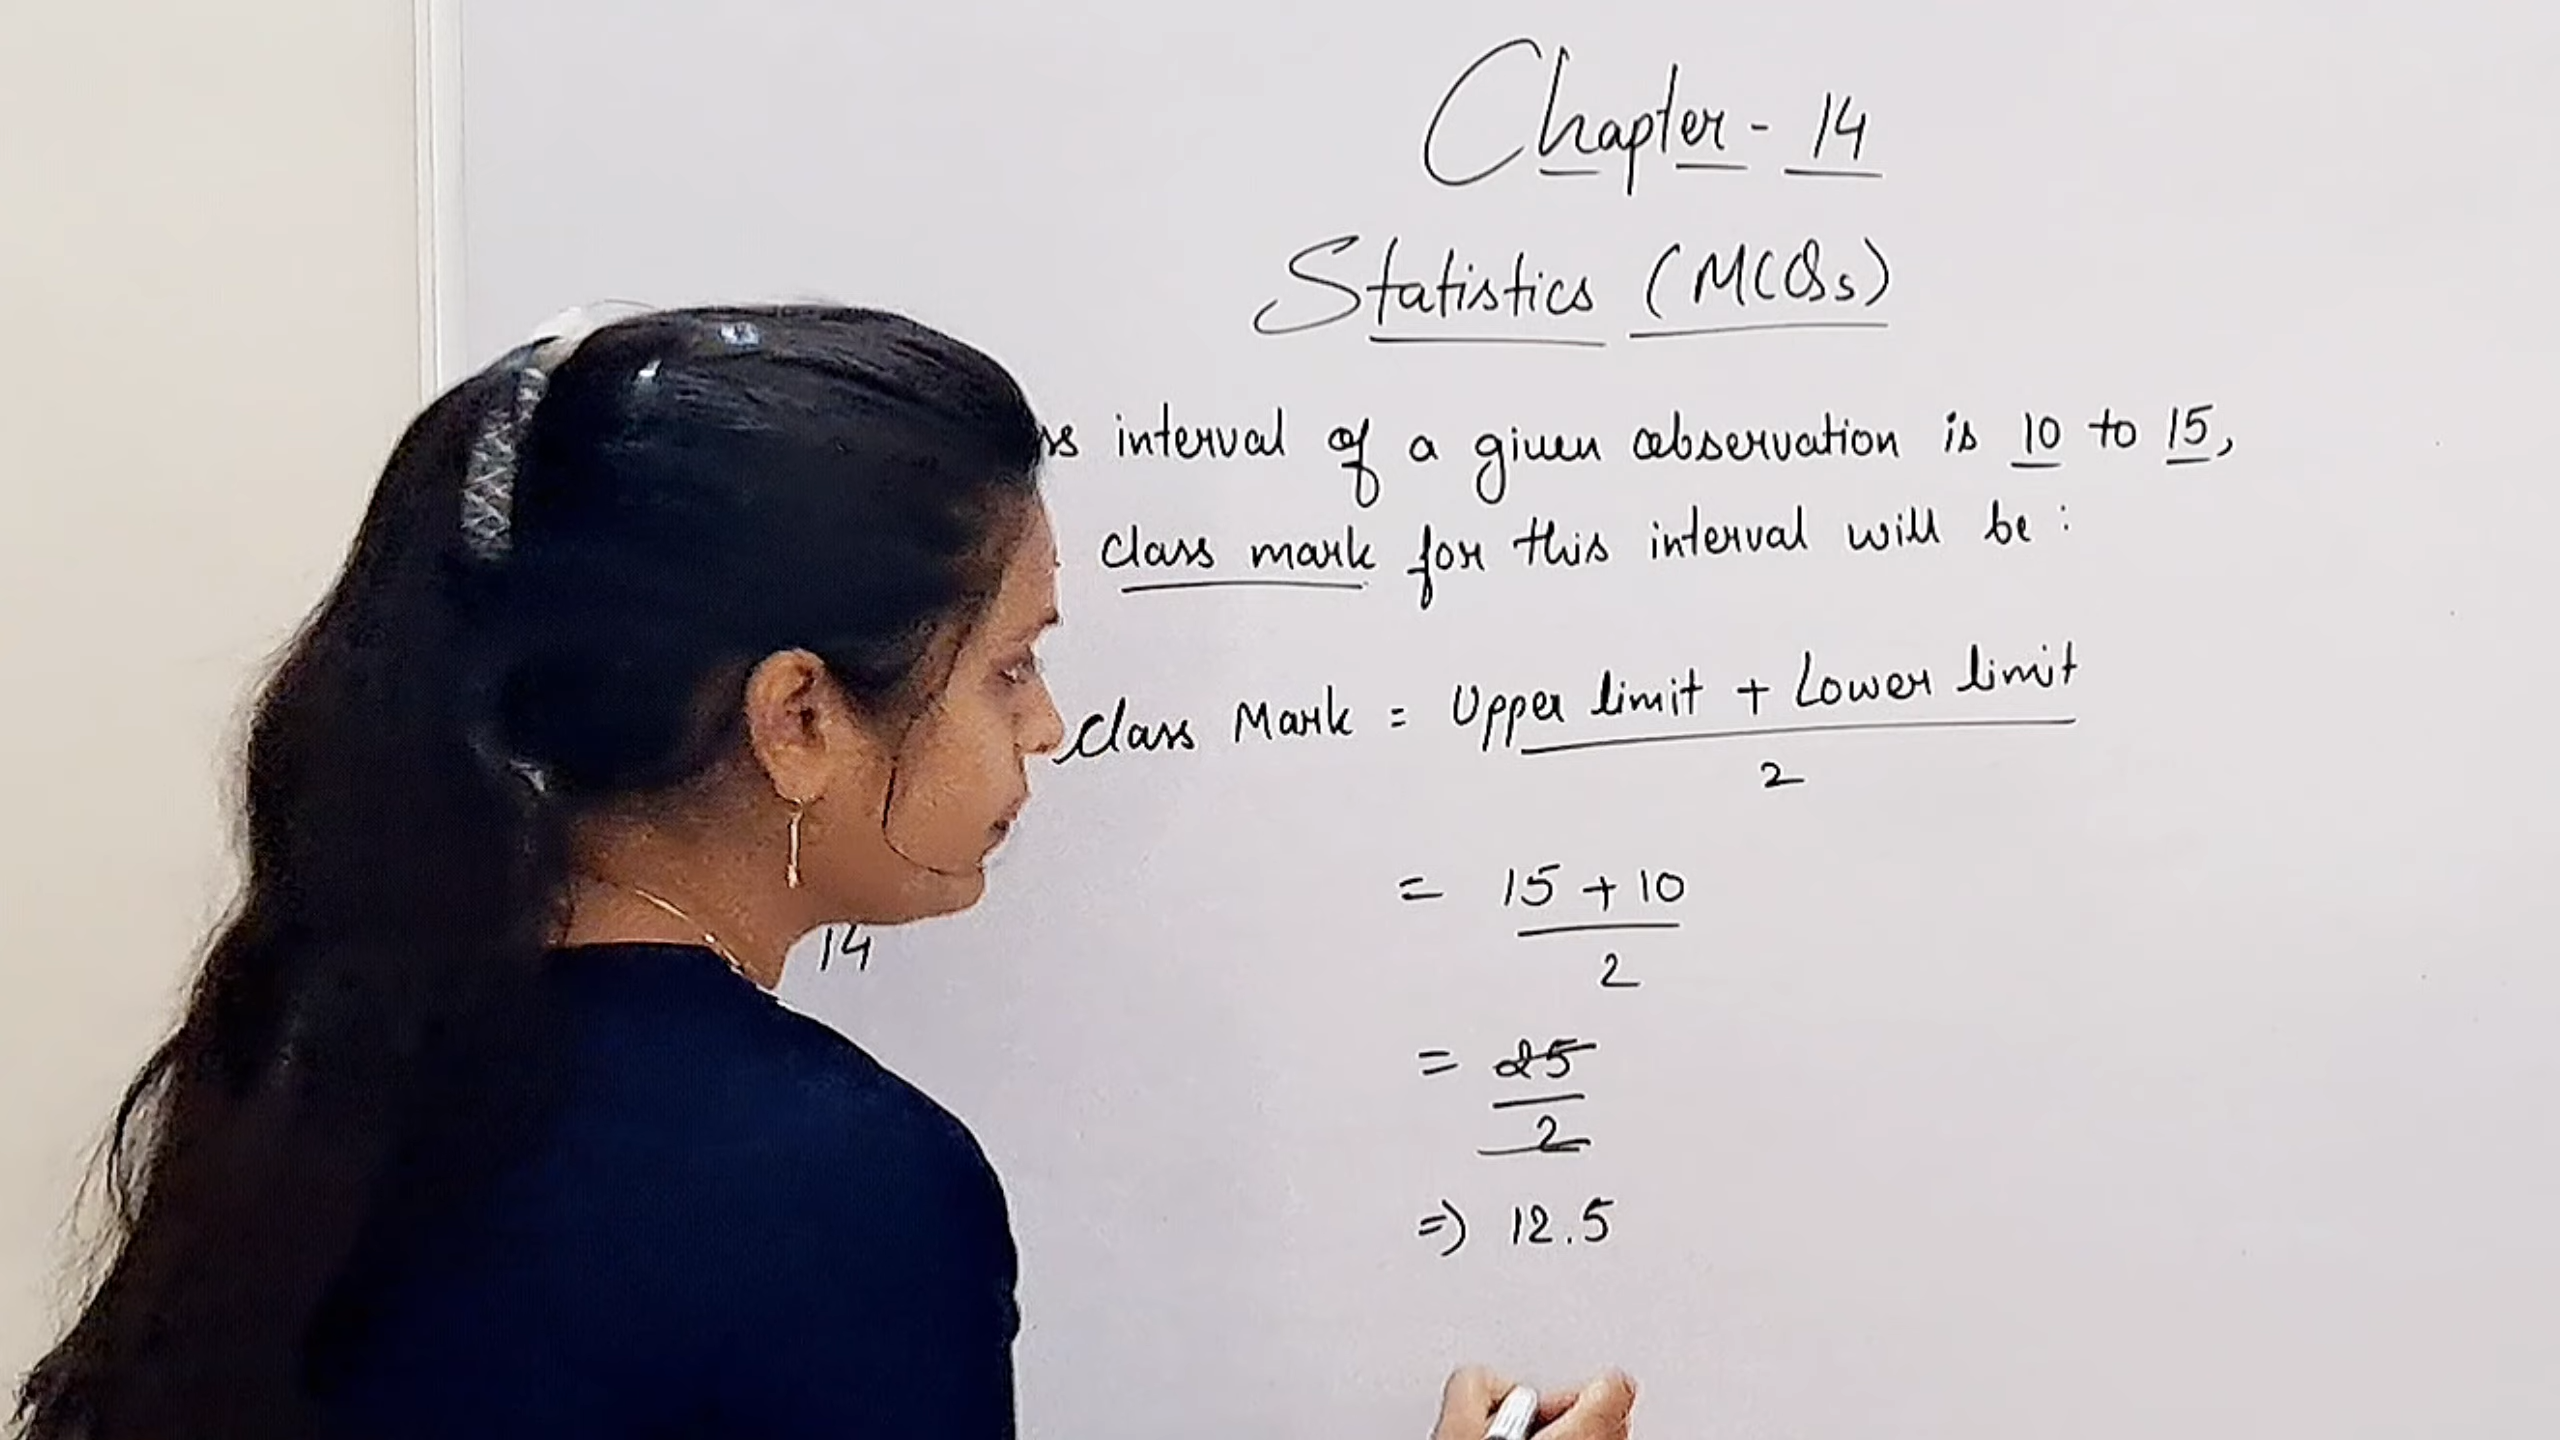 Chapter - 14
Statistics (MCQs)
interval of a given observation is 10 to 15,
class mark for this interval will be :
Class Mark = Upper limit + Lower limit
2
= 15 + 10
2
14
= 25
2
=) 12.5